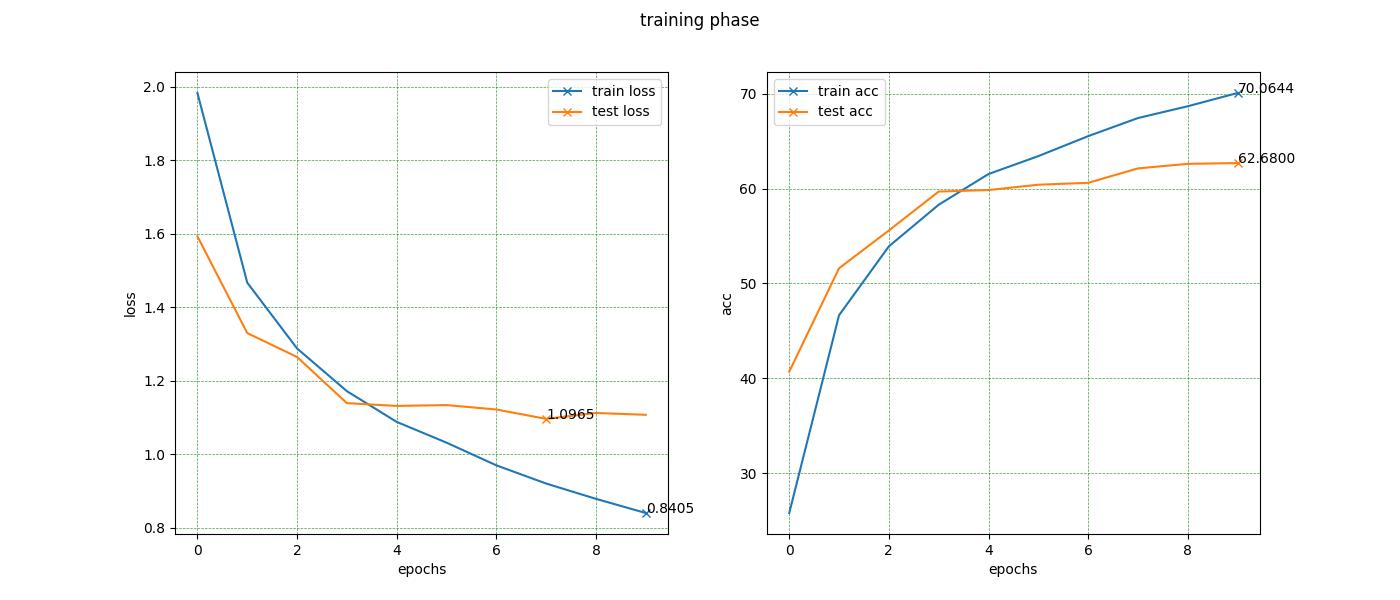 training phase
train loss
test loss
2.0
1.8
1.6
1.4
1.2
1.0
0.8
loss
1.0965
0.8405
0
2
4
6
8
epochs
train acc
test acc
70
60
50
40
30
acc
70.0644
62.6800
0
2
4
6
8
epochs